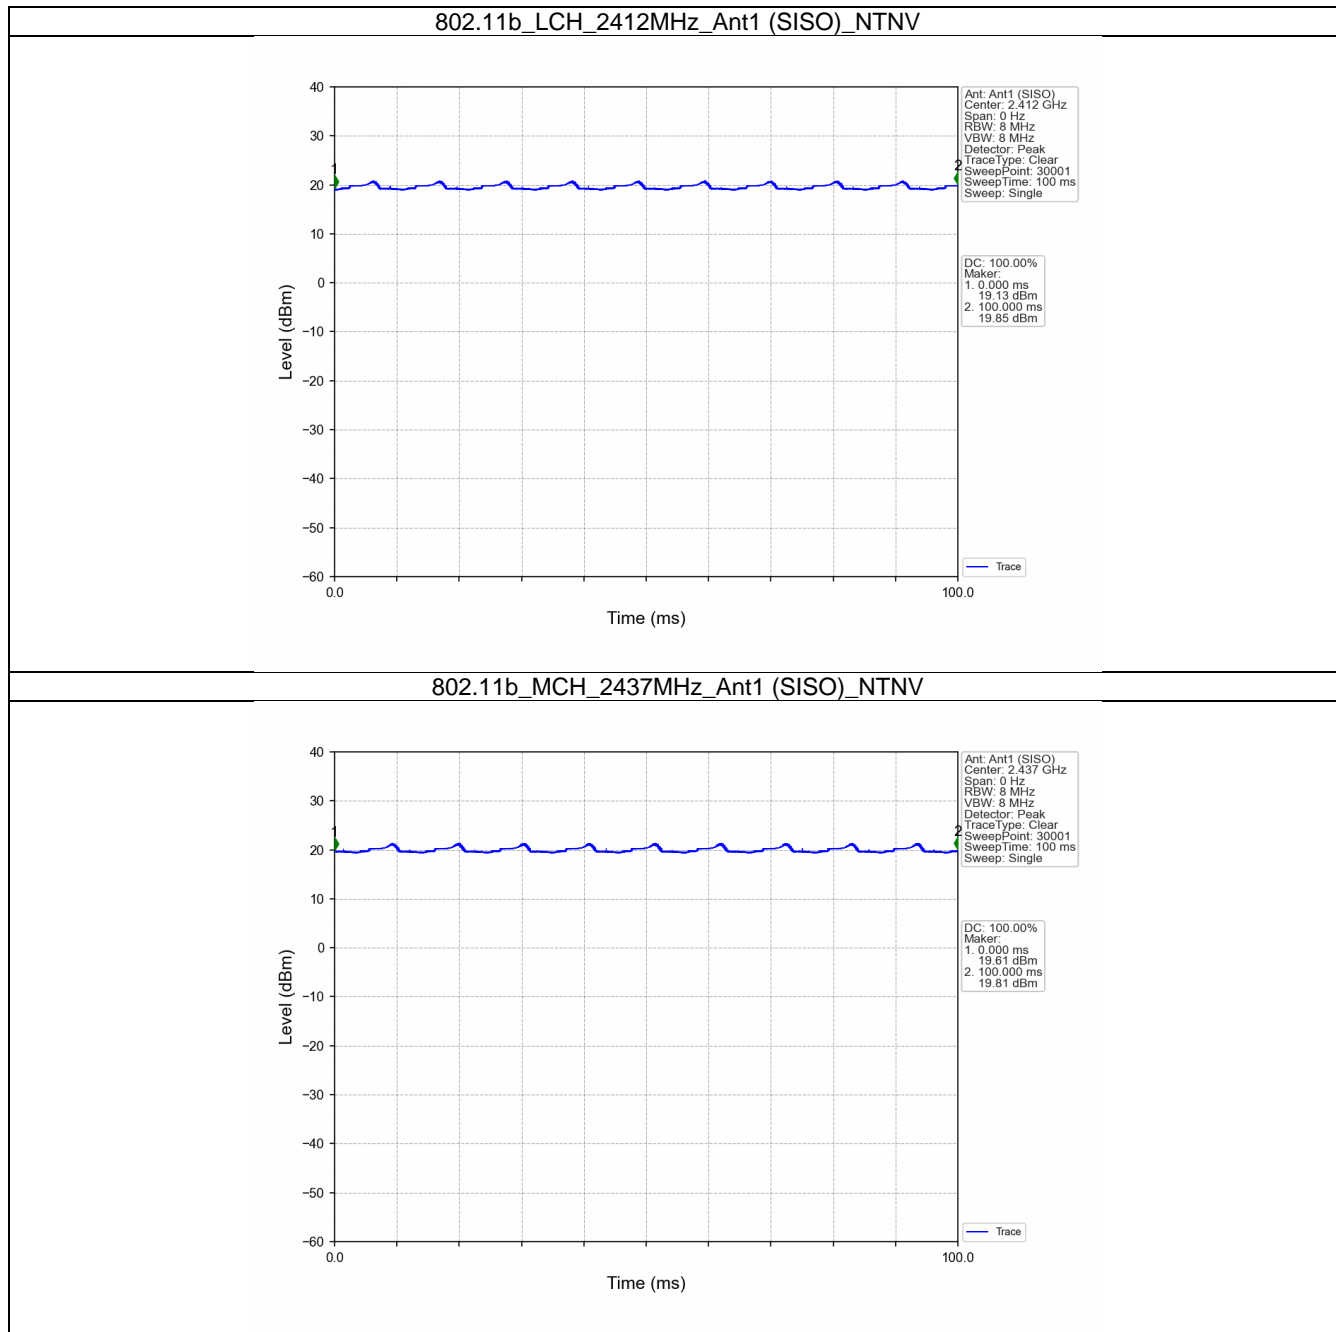 802.11b_LCH_2412MHz_Ant1 (SISO)_NTNV
40
30
20
10
0
−10
−20
−30
−40
−50
−60
Level (dBm)
1
2
0.0
100.0
Time (ms)
Ant: Ant1 (SISO)
Center: 2.412 GHz
Span: 0 Hz
RBW: 8 MHz
VBW: 8 MHz
Detector: Peak
TraceType: Clear
SweepPoint: 30001
SweepTime: 100 ms
Sweep: Single
DC: 100.00%
Maker:
1. 0.000 ms
19.13 dBm
2. 100.000 ms
19.85 dBm
Trace
802.11b_MCH_2437MHz_Ant1 (SISO)_NTNV
40
30
20
10
0
−10
−20
−30
−40
−50
−60
Level (dBm)
1
2
0.0
100.0
Time (ms)
Ant: Ant1 (SISO)
Center: 2.437 GHz
Span: 0 Hz
RBW: 8 MHz
VBW: 8 MHz
Detector: Peak
TraceType: Clear
SweepPoint: 30001
SweepTime: 100 ms
Sweep: Single
DC: 100.00%
Maker:
1. 0.000 ms
19.61 dBm
2. 100.000 ms
19.81 dBm
Trace